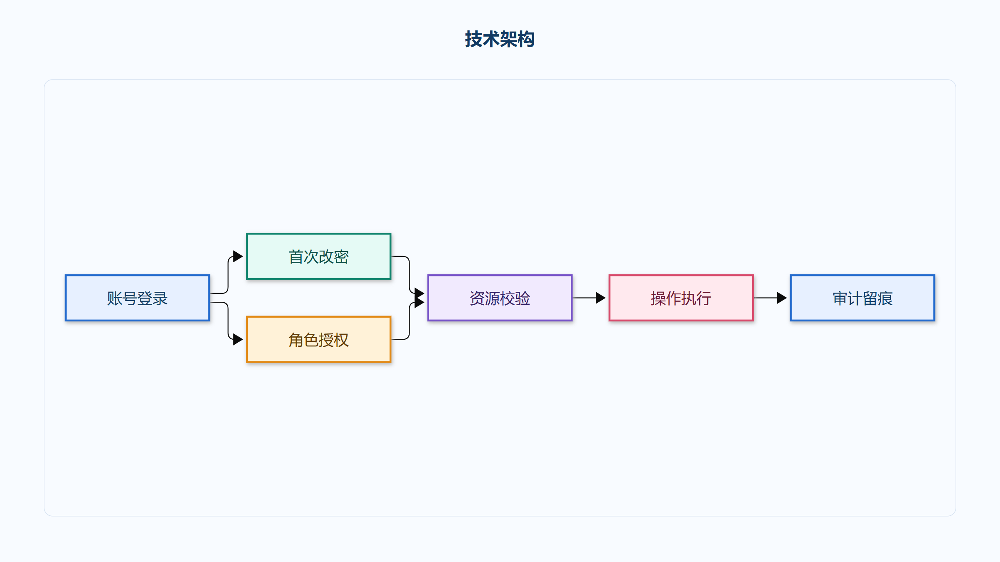 技术架构
首次改密
账号登录
资源校验
操作执行
审计留痕
角色授权